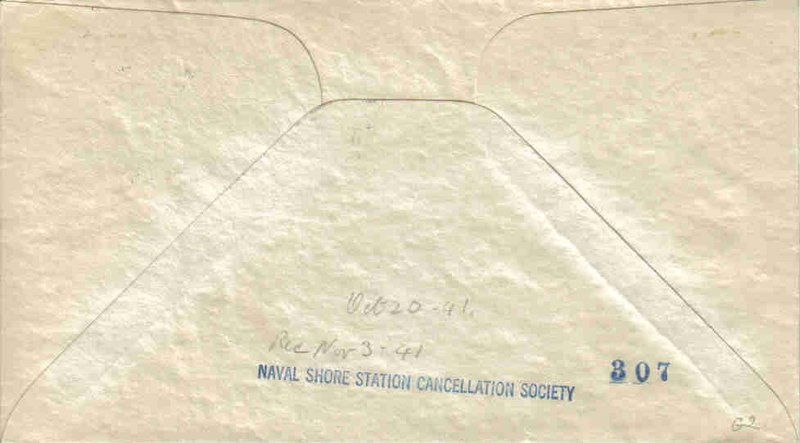 Oct 20-41.
Rec Nov 3-41
NAVAL SHORE STATION CANCELLATION SOCIETY
307
G2